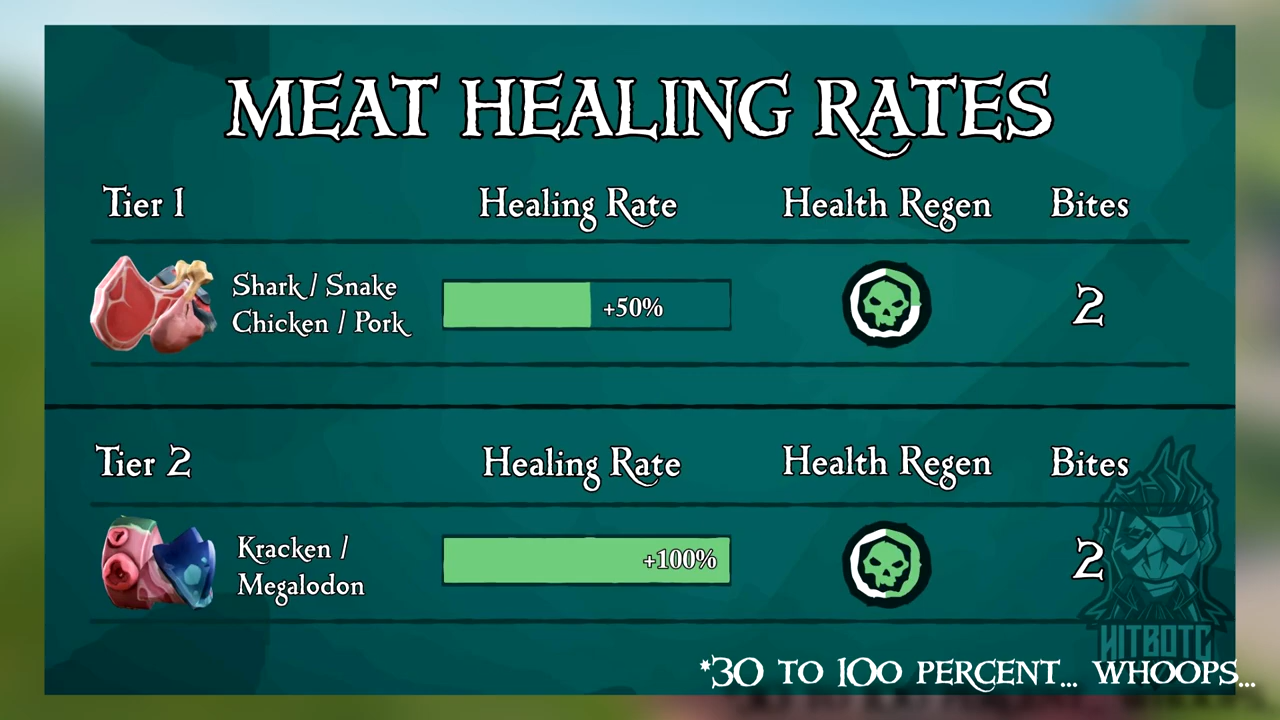 MEAT HEALING RATES
Tier 1 Healing Rate Health Regen Bites
Shark / Snake
Chicken / Pork
+50%
2
Tier 2 Healing Rate Health Regen Bites
Kracken /
Megalodon
+100%
2
HITBOTC
*30 TO 100 PERCENT... WHOOPS...